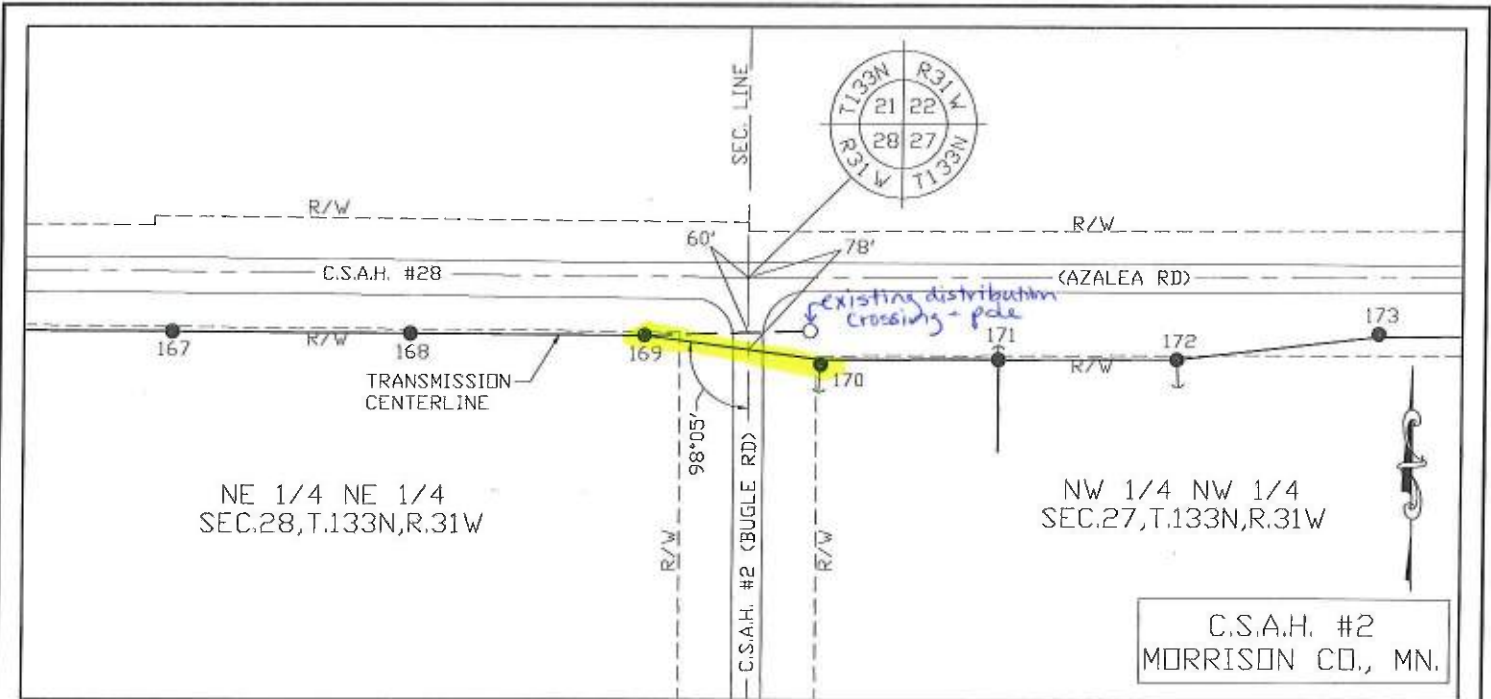 SEC. LINE
T133N R31W
21 22
28 27
R31W T133N
R/W
R/W
60'
78'
C.S.A.H. #28
(AZALEA RD)
existing distribution
crossing - pole
167
R/W
168
169
170
171
172
R/W
173
TRANSMISSION
CENTERLINE
98°05'
NE 1/4 NE 1/4
SEC.28,T.133N,R.31W
R/W
C.S.A.H. #2 (BUGLE RD)
R/W
NW 1/4 NW 1/4
SEC.27,T.133N,R.31W
C.S.A.H. #2
MORRISON CO., MN.